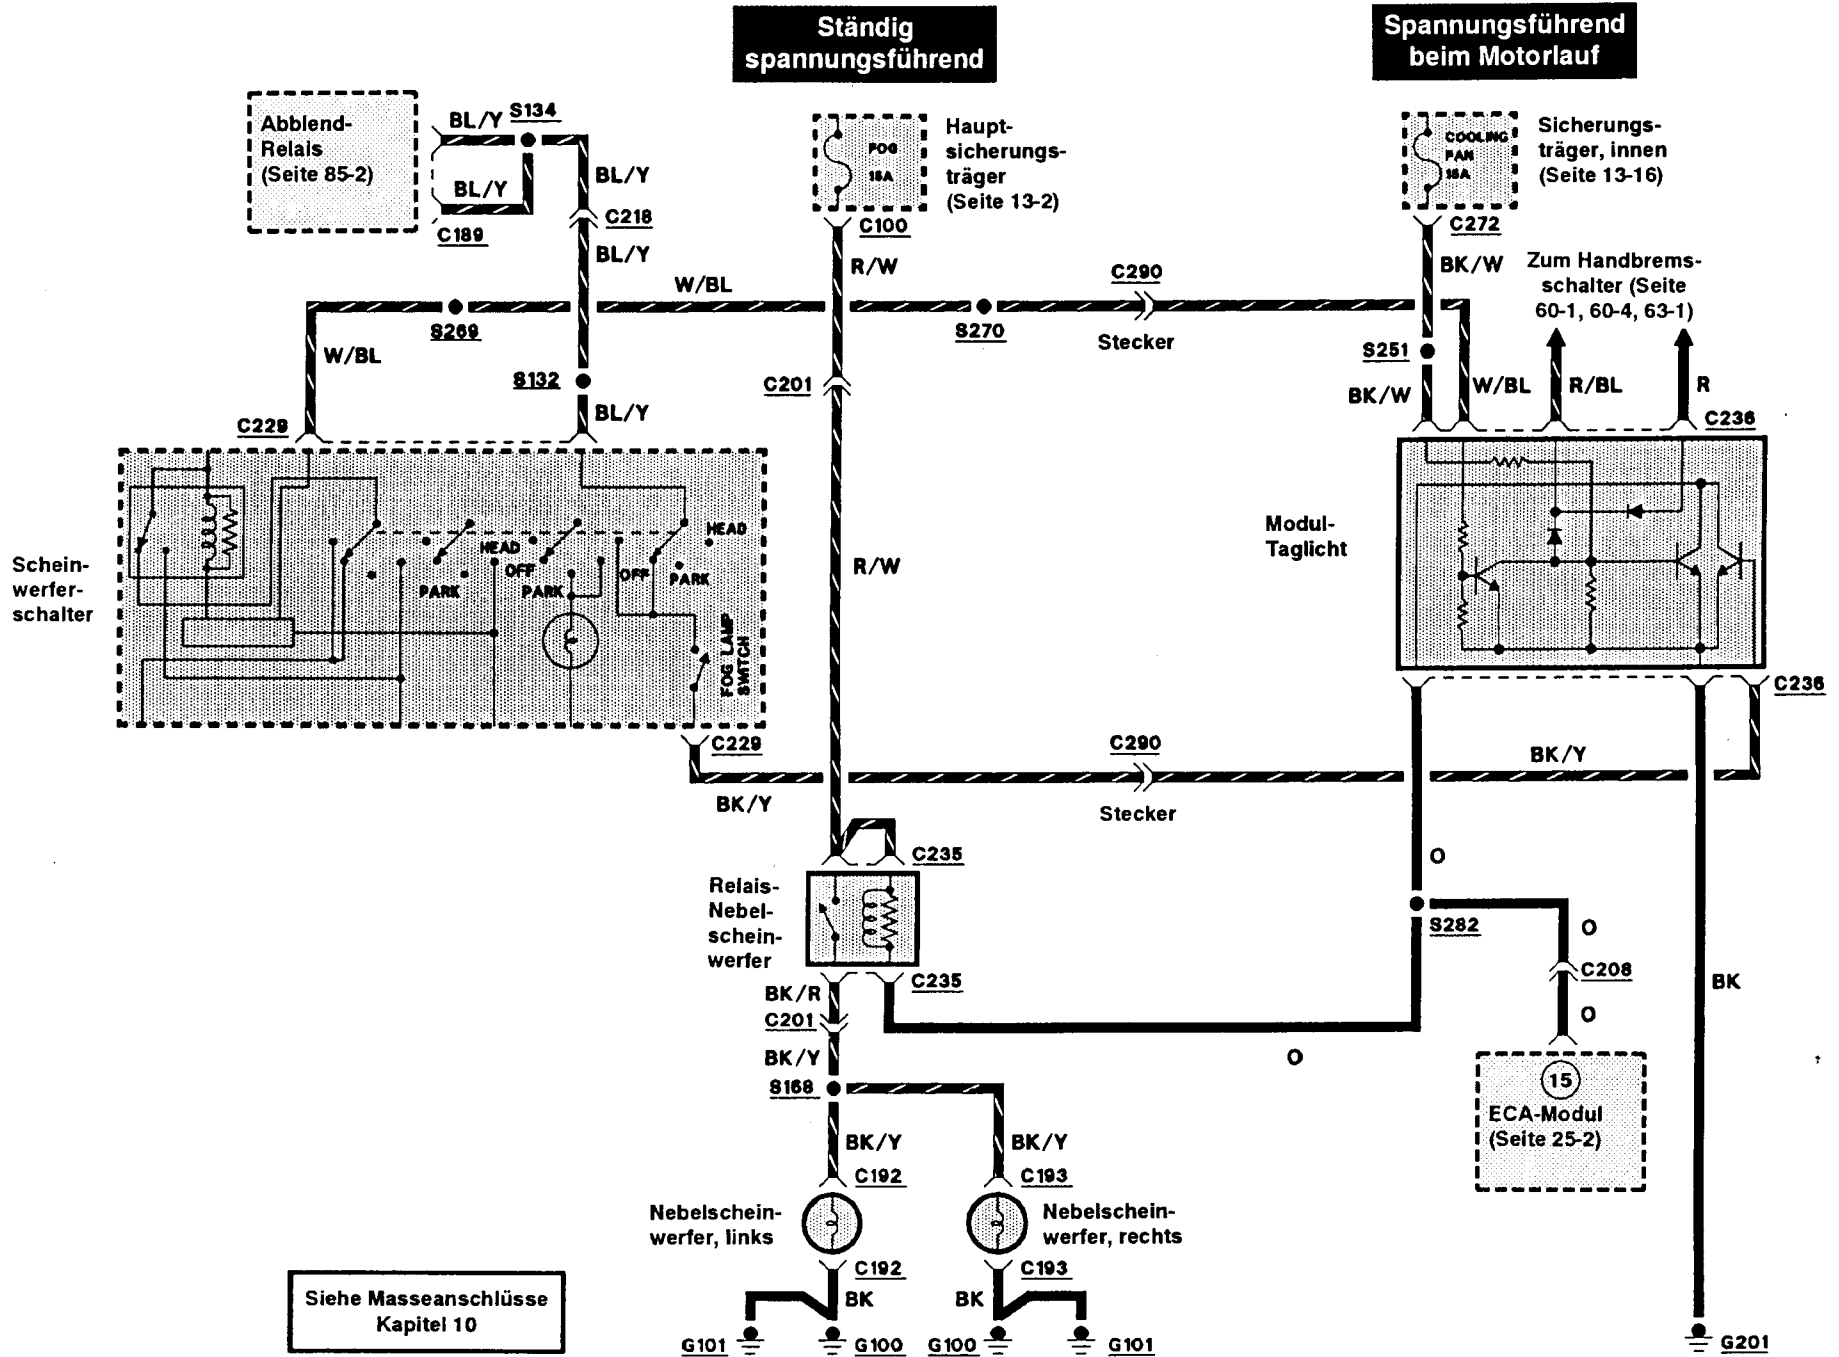 Ständig
spannungsführend
Spannungsführend
beim Motorlauf
Abblend-
Relais
(Seite 85-2)
BL/Y
S134
BL/Y
BL/Y
C189
C218
BL/Y
FOG
15A
Haupt-
sicherungs-
träger
(Seite 13-2)
C100
R/W
COOLING
FAN
15A
Sicherungs-
träger, innen
(Seite 13-16)
C272
BK/W
Zum Handbrems-
schalter (Seite
60-1, 60-4, 63-1)
W/BL
C290
S269
S270
Stecker
W/BL
S132
C201
S251
BK/W
W/BL
R/BL
R
C229
BL/Y
C236
Schein-
werfer-
schalter
HEAD
HEAD
OFF
OFF
PARK
PARK
PARK
FOG LAMP
SWITCH
R/W
Modul-
Taglicht
C236
C229
C290
BK/Y
BK/Y
Stecker
C235
O
Relais-
Nebel-
schein-
werfer
S282
O
C208
C235
BK/R
BK
C201
O
BK/Y
O
S168
15
ECA-Modul
(Seite 25-2)
BK/Y
BK/Y
C192
C193
Nebelschein-
werfer, links
Nebelschein-
werfer, rechts
C192
C193
BK
BK
Siehe Masseanschlüsse
Kapitel 10
G101
G100
G100
G101
G201